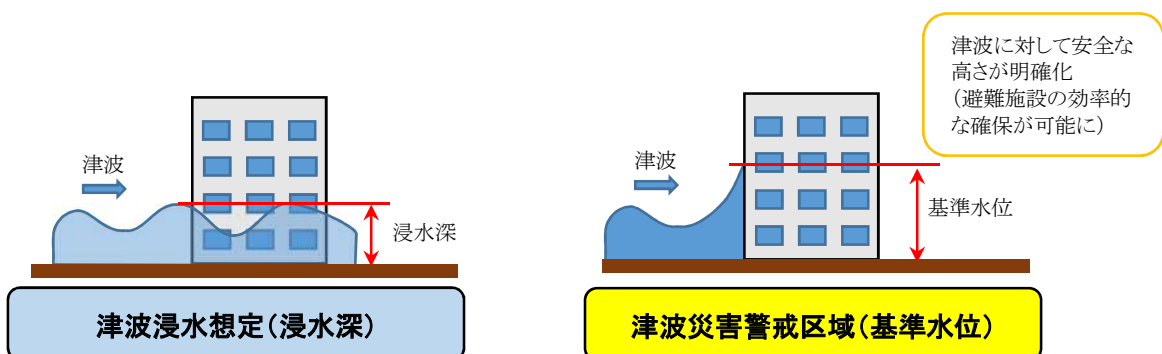 津波に対して安全な
高さが明確化
（避難施設の効率的
な確保が可能に）
津波
浸水深
津波浸水想定（浸水深）
津波
基準水位
津波災害警戒区域（基準水位）